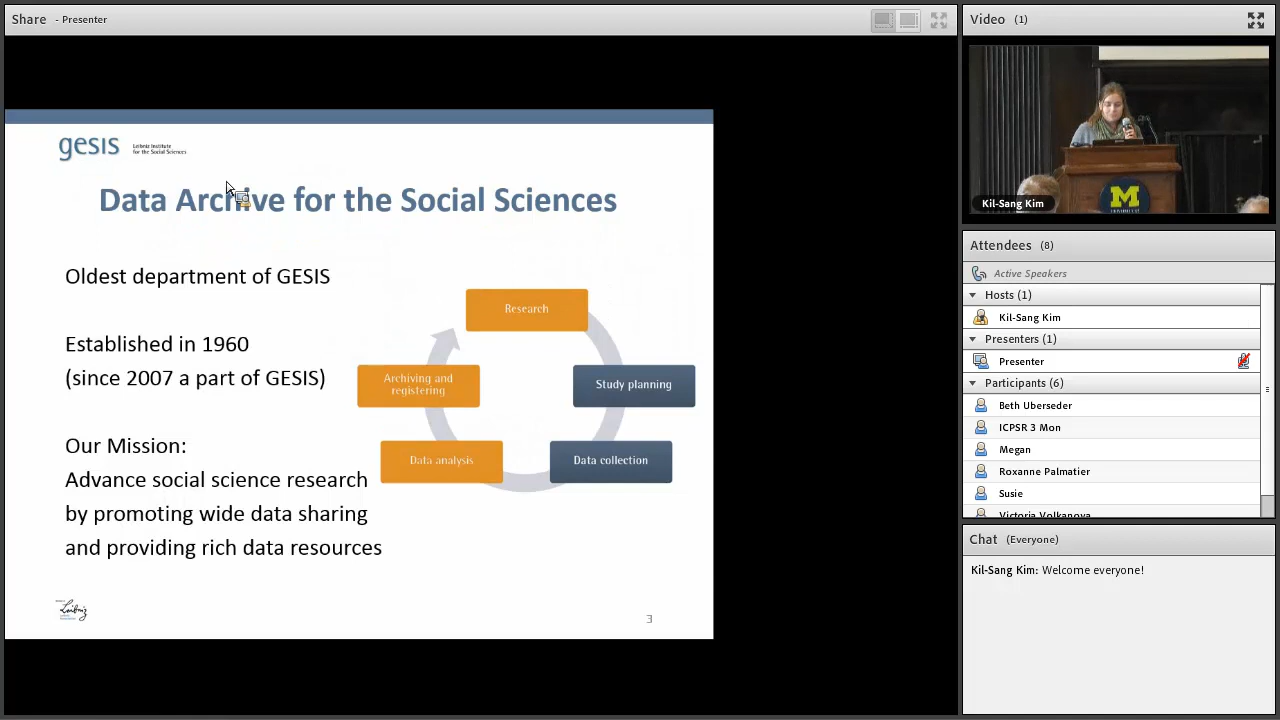 Share - Presenter
gesis
Leibniz Institute
for the Social Sciences
Data Archive for the Social Sciences
Oldest department of GESIS
Established in 1960
(since 2007 a part of GESIS)
Our Mission:
Advance social science research
by promoting wide data sharing
and providing rich data resources
Research
Study planning
Data collection
Data analysis
Archiving and
registering
Leibniz
3
Video (1)
M
Kil-Sang Kim
Attendees (8)
Active Speakers
Hosts (1)
Kil-Sang Kim
Presenters (1)
Presenter
Participants (6)
Beth Uberseder
ICPSR 3 Mon
Megan
Roxanne Palmatier
Susie
Victoria Volkanova
Chat (Everyone)
Kil-Sang Kim: Welcome everyone!